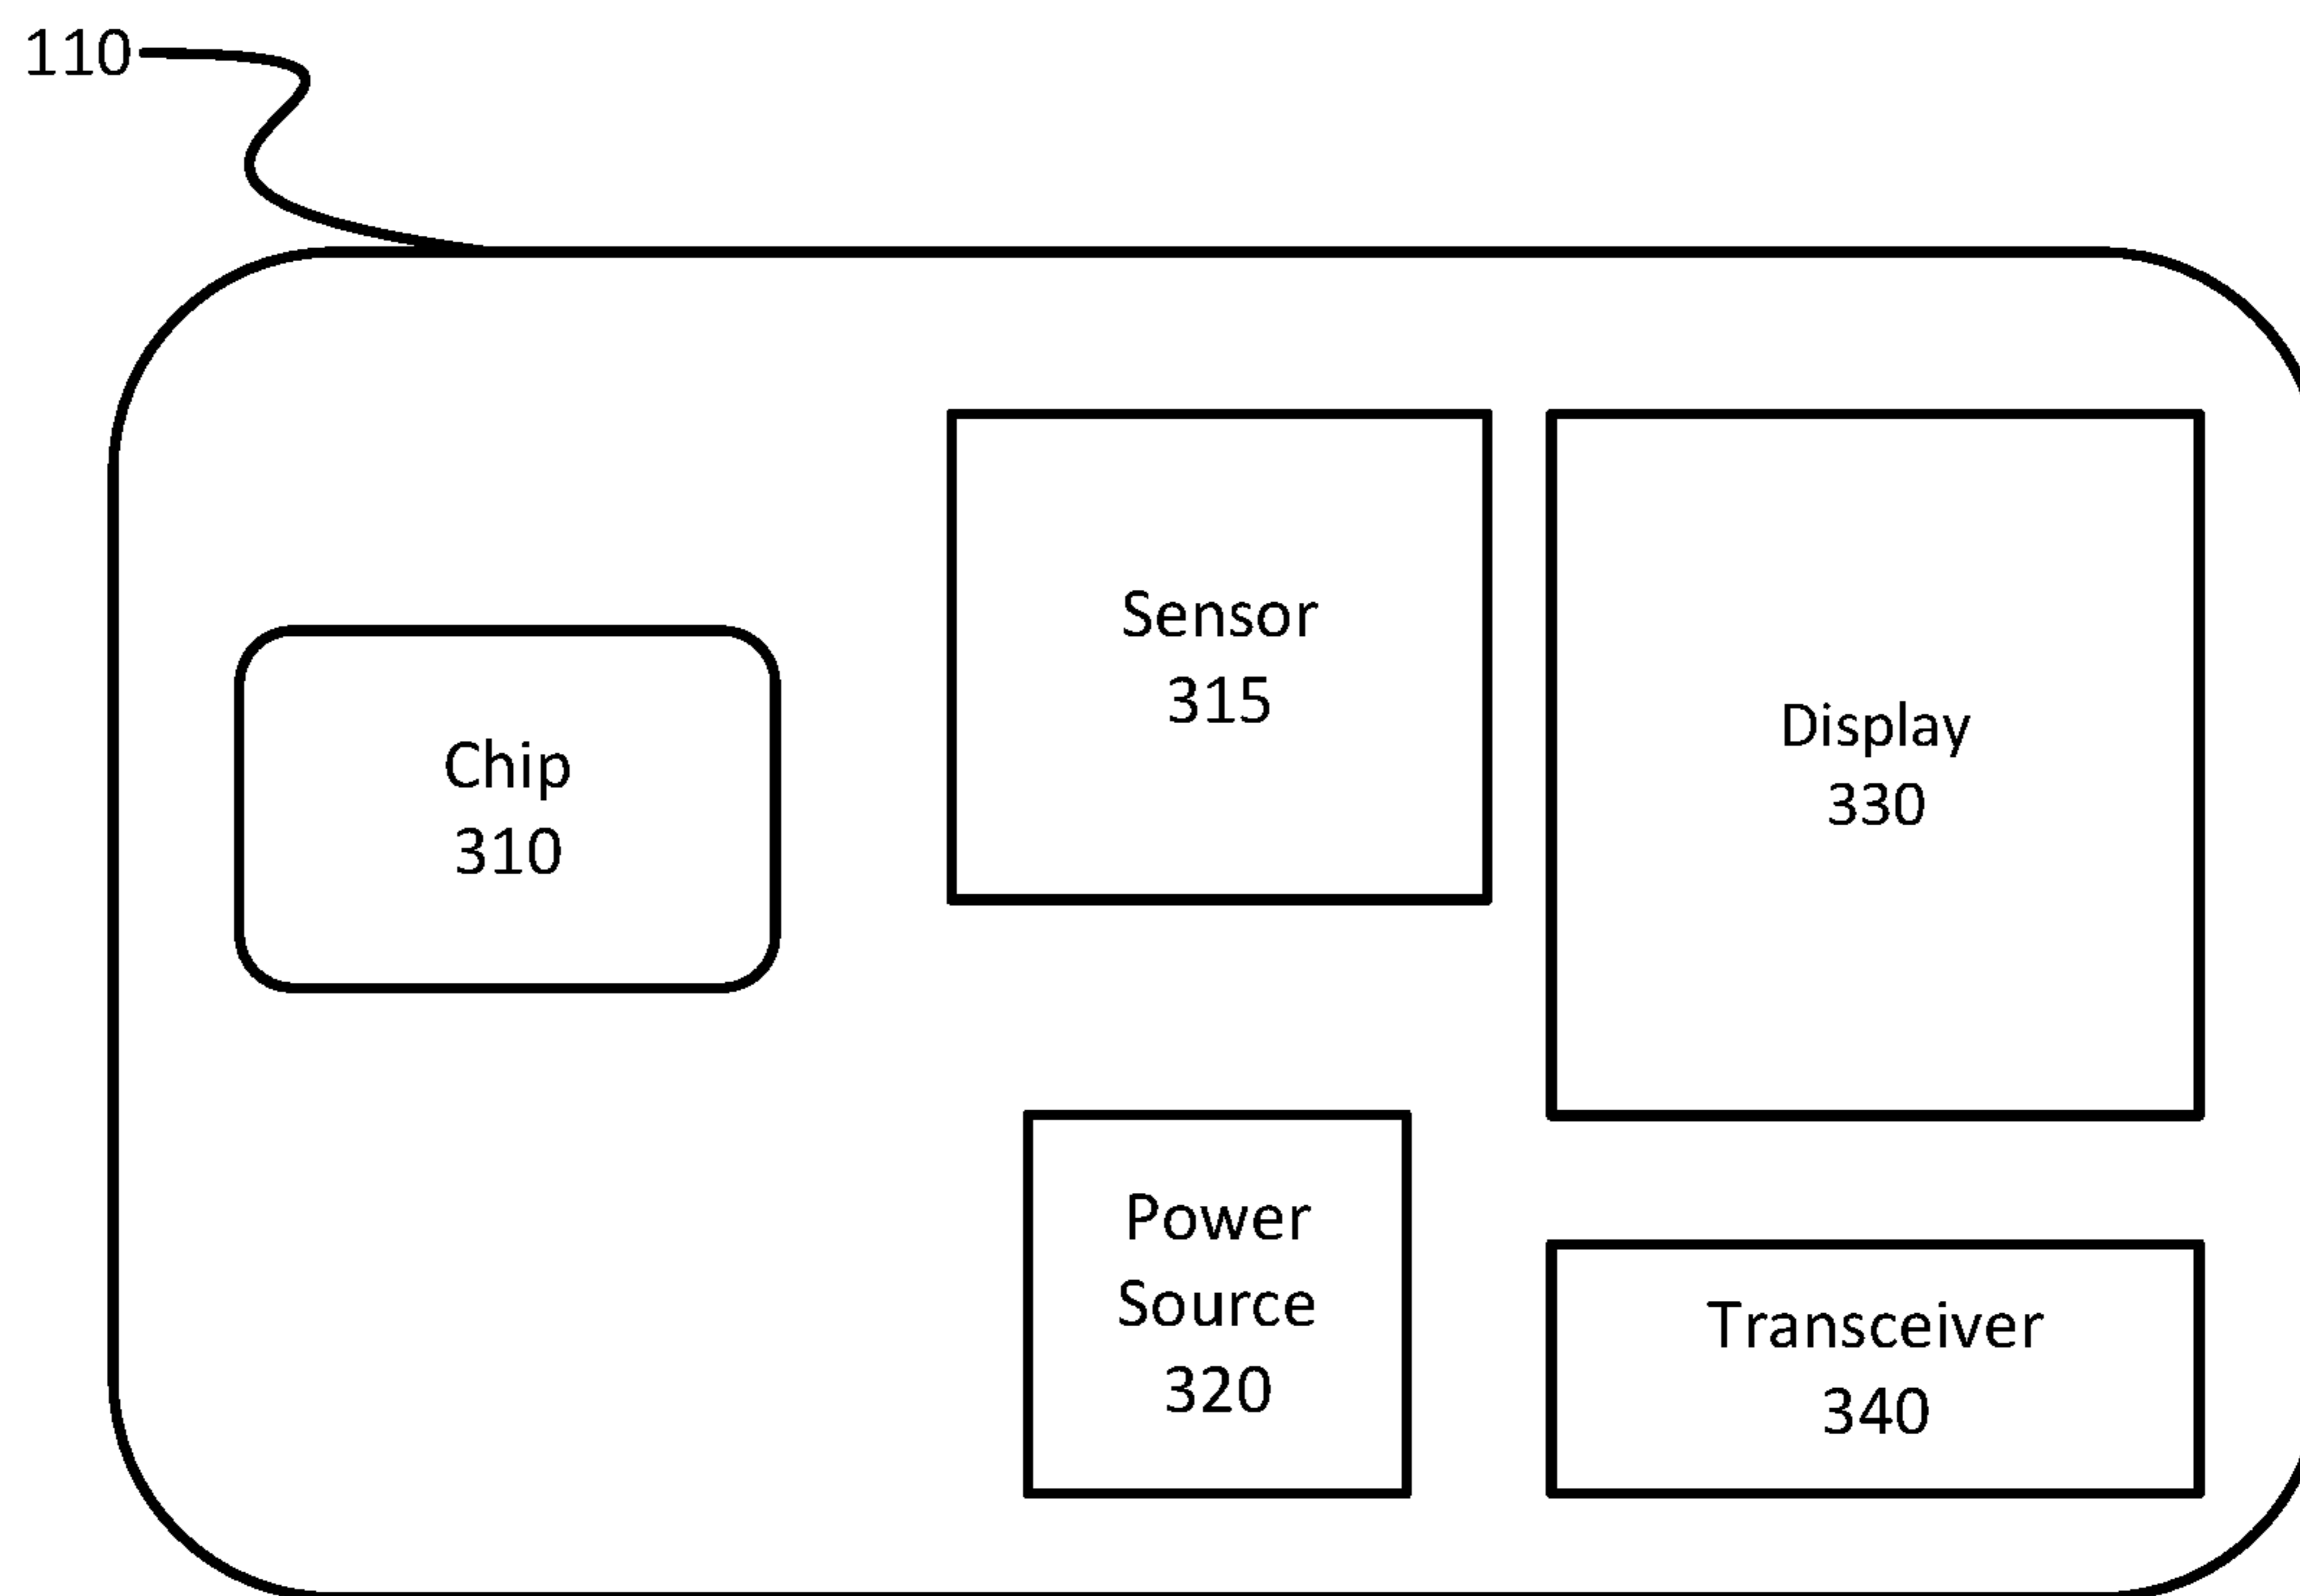 110
Chip
310
Sensor
315
Display
330
Power
Source
320
Transceiver
340